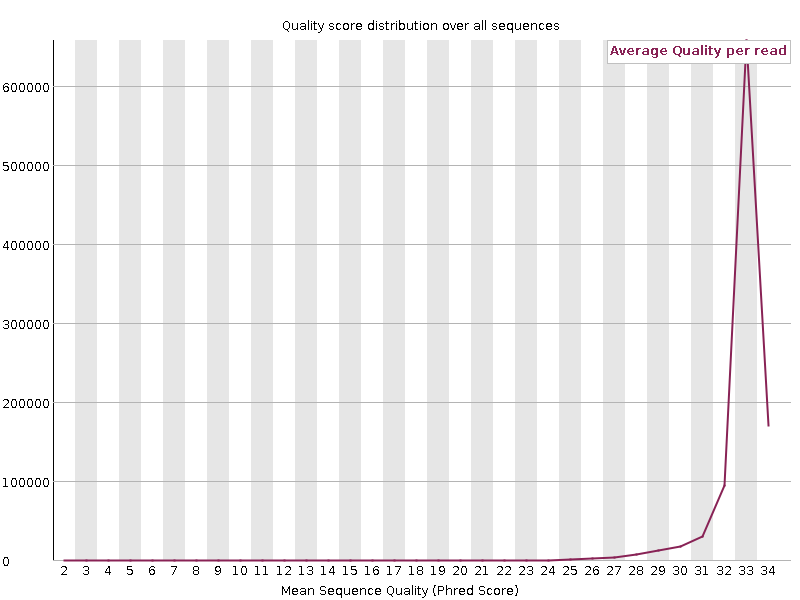 Quality score distribution over all sequences
Average Quality per read
600000
500000
400000
300000
200000
100000
0
2 3 4 5 6 7 8 9 10 11 12 13 14 15 16 17 18 19 20 21 22 23 24 25 26 27 28 29 30 31 32 33 34
Mean Sequence Quality (Phred Score)